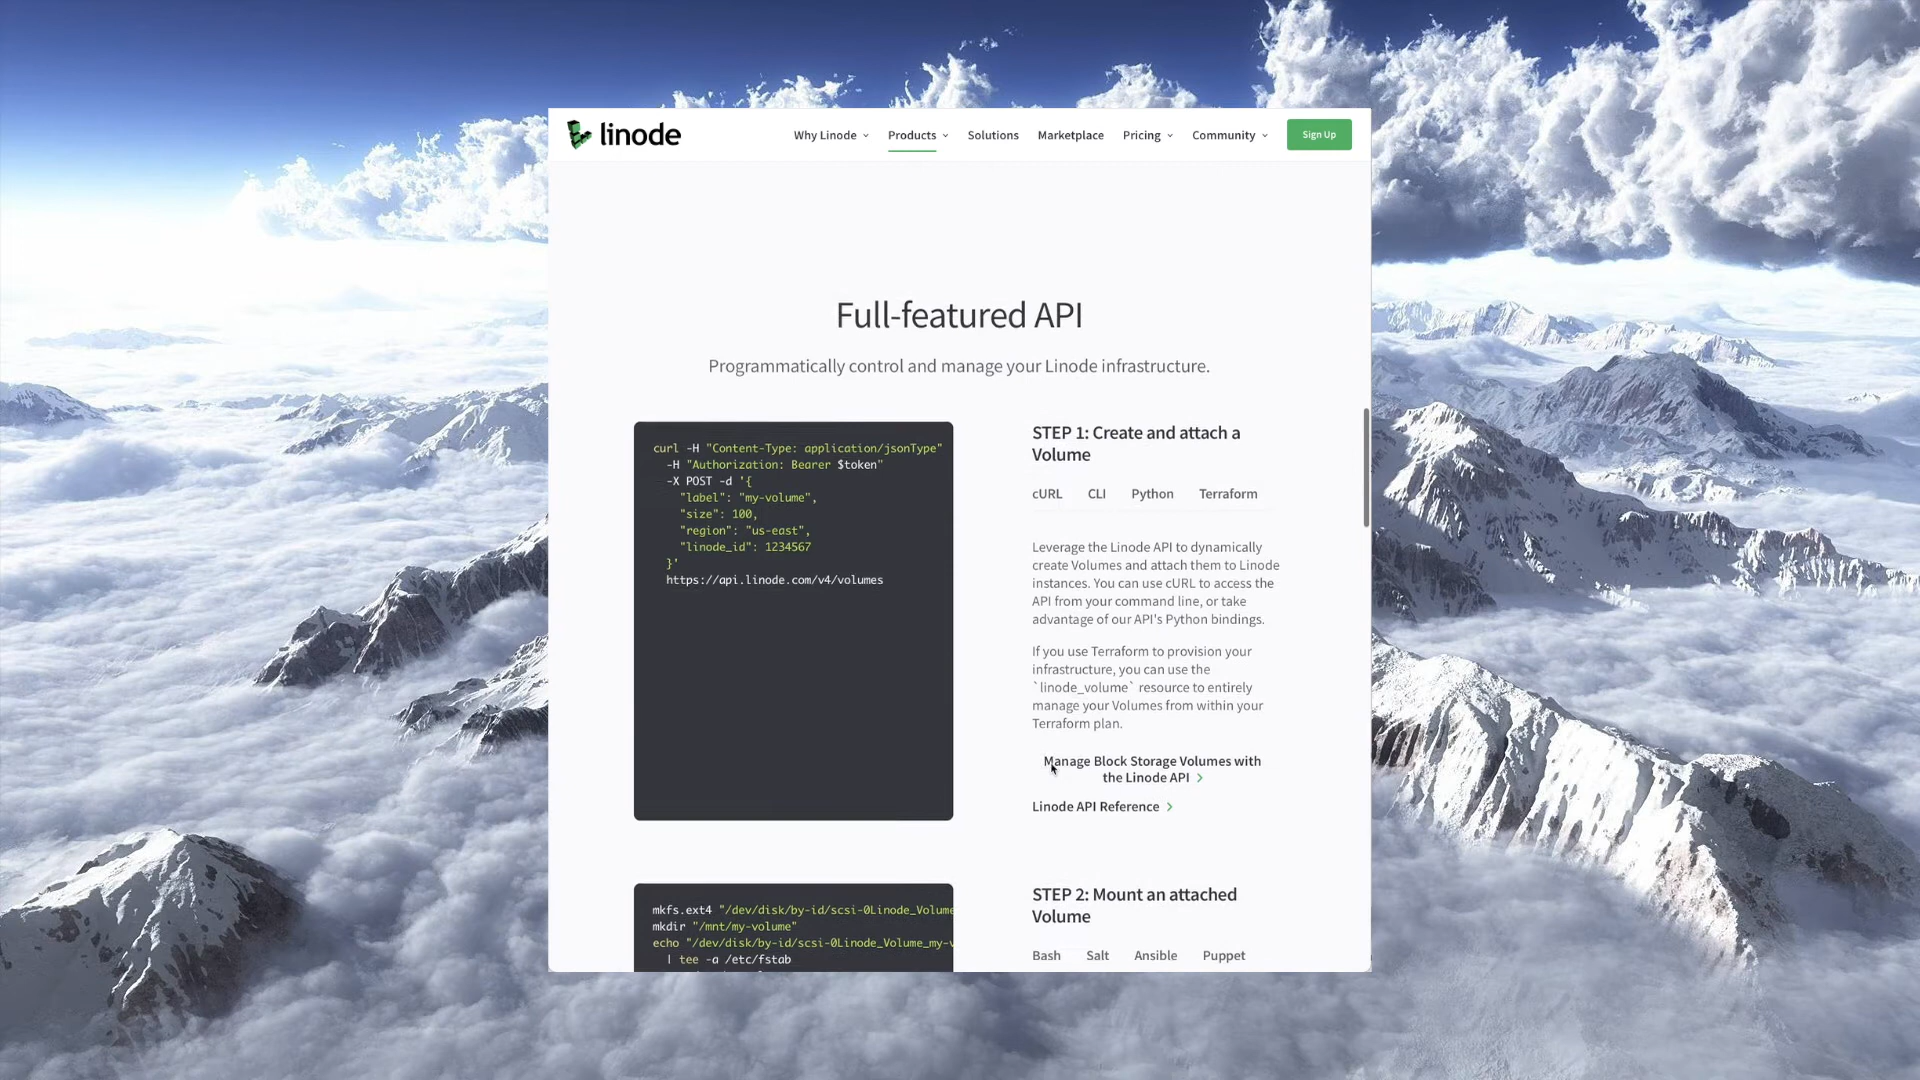 linode
Why Linode
Products
Solutions
Marketplace
Pricing
Community
Sign Up
Full-featured API
Programmatically control and manage your Linode infrastructure.
curl -H "Content-Type: application/jsonType"
-H "Authorization: Bearer $token"
-X POST -d '{
"label": "my-volume",
"size": 100,
"region": "us-east",
"linode_id": 1234567
}'
https://api.linode.com/v4/volumes
STEP 1: Create and attach a
Volume
cURL CLI Python Terraform
Leverage the Linode API to dynamically
create Volumes and attach them to Linode
instances. You can use cURL to access the
API from your command line, or take
advantage of our API's Python bindings.
If you use Terraform to provision your
infrastructure, you can use the
`linode_volume` resource to entirely
manage your Volumes from within your
Terraform plan.
Manage Block Storage Volumes with
the Linode API
Linode API Reference
mkfs.ext4 "/dev/disk/by-id/scsi-0Linode_Volume
mkdir "/mnt/my-volume"
echo "/dev/disk/by-id/scsi-0Linode_Volume_my-v
| tee -a /etc/fstab
STEP 2: Mount an attached
Volume
Bash Salt Ansible Puppet